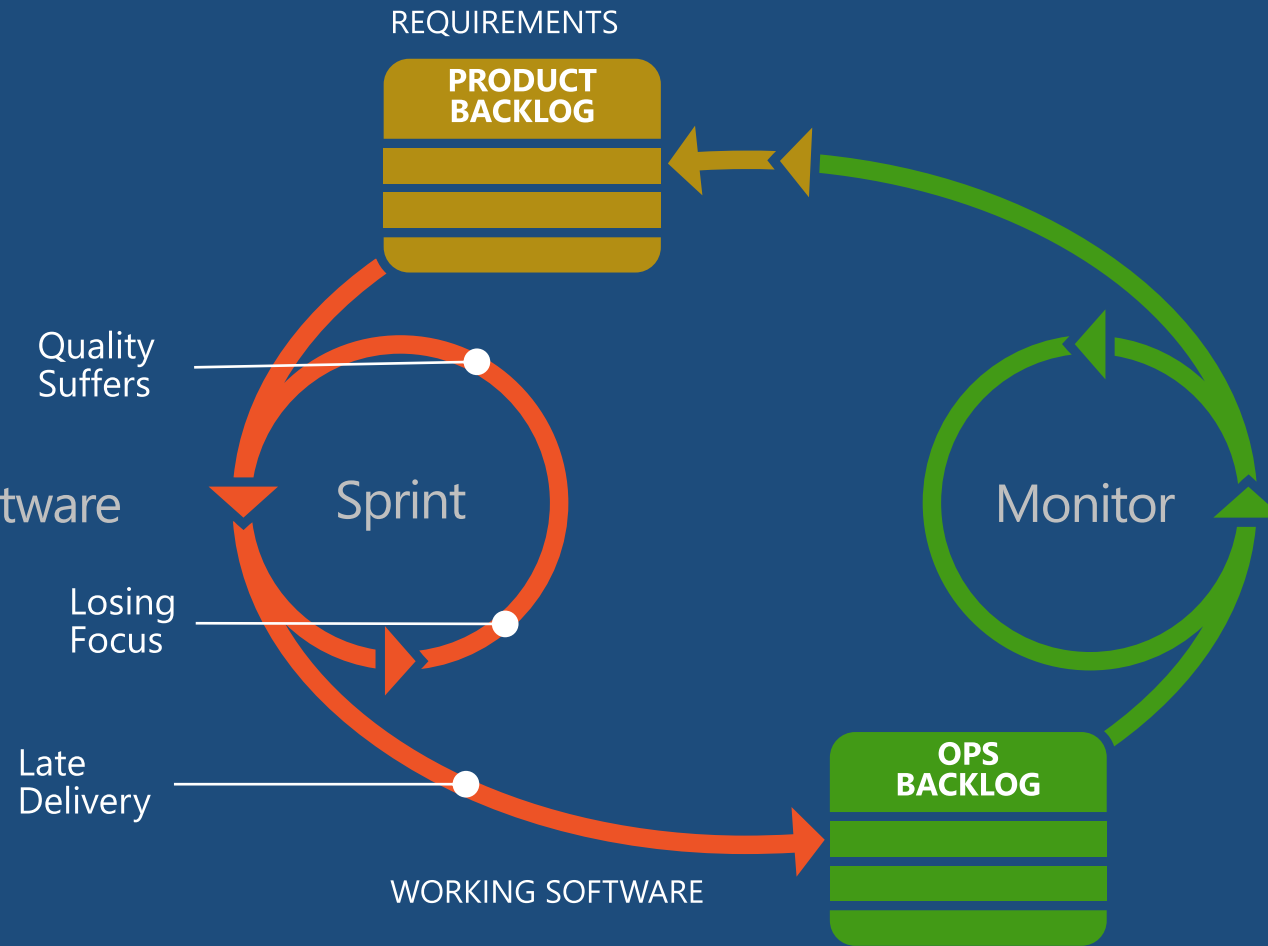 REQUIREMENTS
PRODUCT
BACKLOG
Quality
Suffers
tware
Sprint
Monitor
Losing
Focus
Late
Delivery
OPS
BACKLOG
WORKING SOFTWARE